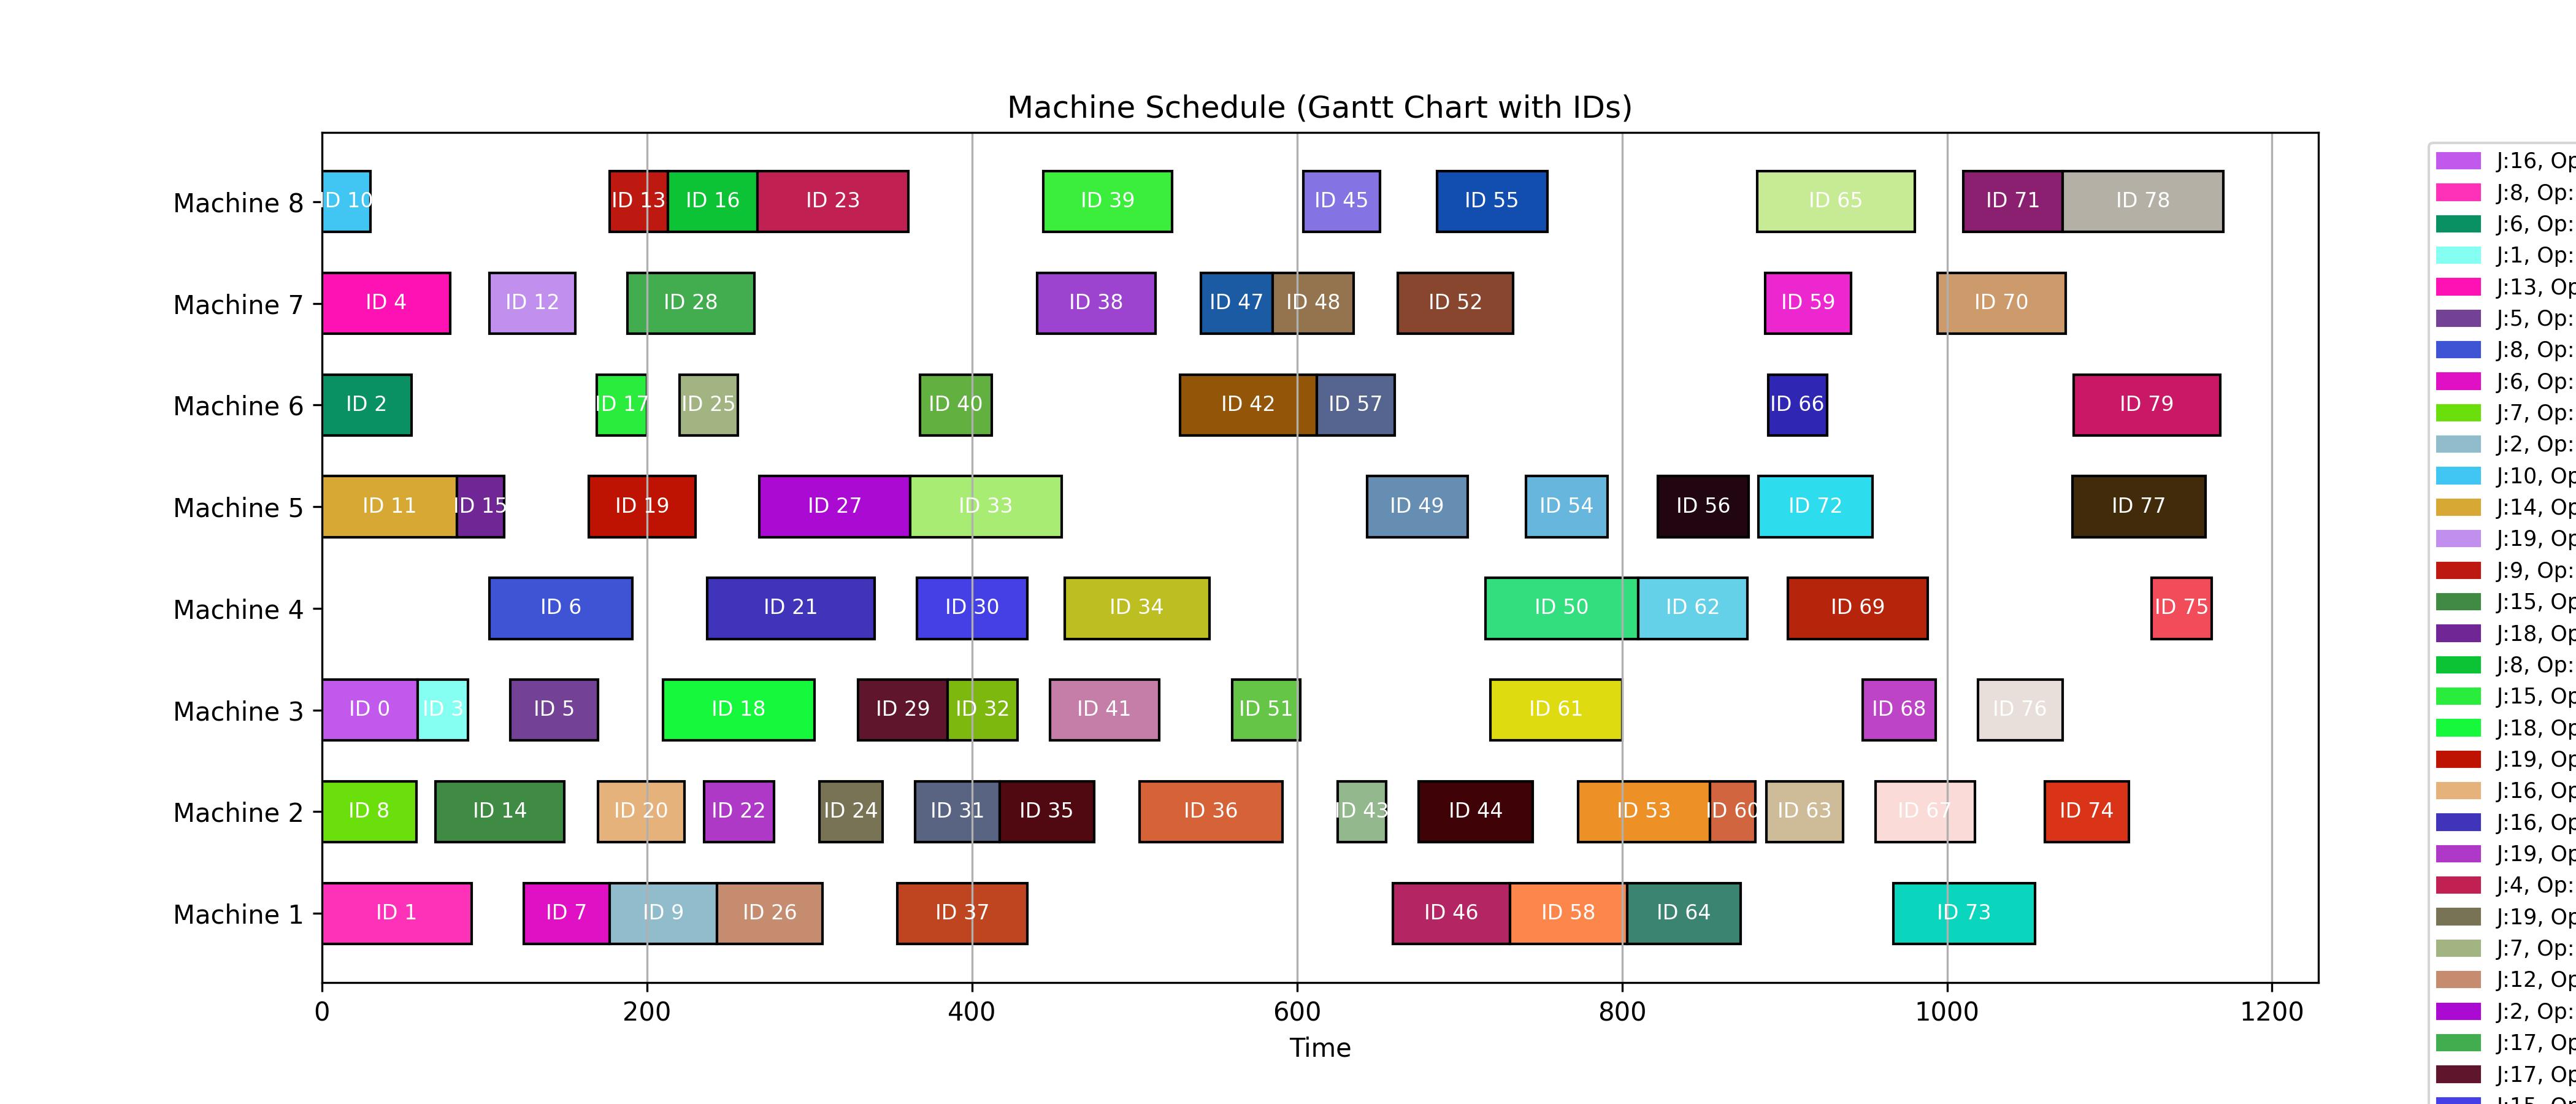 Machine Schedule (Gantt Chart with IDs)
Machine 8
ID 10
ID 13
ID 16
ID 23
ID 39
ID 45
ID 55
ID 65
ID 71
ID 78
Machine 7
ID 4
ID 12
ID 28
ID 38
ID 47
ID 48
ID 52
ID 59
ID 70
Machine 6
ID 2
ID 17
ID 25
ID 40
ID 42
ID 57
ID 66
ID 79
Machine 5
ID 11
ID 15
ID 19
ID 27
ID 33
ID 49
ID 54
ID 56
ID 72
ID 77
Machine 4
ID 6
ID 21
ID 30
ID 34
ID 50
ID 62
ID 69
ID 75
Machine 3
ID 0
ID 3
ID 5
ID 18
ID 29
ID 32
ID 41
ID 51
ID 61
ID 68
ID 76
Machine 2
ID 8
ID 14
ID 20
ID 22
ID 24
ID 31
ID 35
ID 36
ID 43
ID 44
ID 53
ID 60
ID 63
ID 67
ID 74
Machine 1
ID 1
ID 7
ID 9
ID 26
ID 37
ID 46
ID 58
ID 64
ID 73
0 200 400 600 800 1000 1200
Time
J:16, Op
J:8, Op:
J:6, Op:
J:1, Op:
J:13, Op
J:5, Op:
J:8, Op:
J:6, Op:
J:7, Op:
J:2, Op:
J:10, Op
J:14, Op
J:19, Op
J:9, Op:
J:15, Op
J:18, Op
J:8, Op:
J:15, Op
J:18, Op
J:19, Op
J:16, Op
J:16, Op
J:19, Op
J:4, Op:
J:19, Op
J:7, Op:
J:12, Op
J:2, Op:
J:17, Op
J:17, Op
J:15, Op